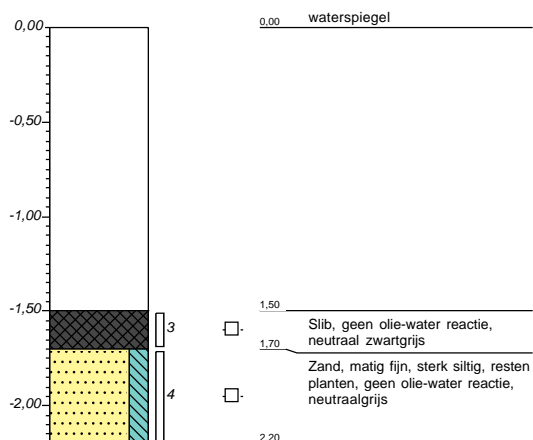 0,00
-0,50
-1,00
-1,50
-2,00
3
4
0,00
waterspiegel
1,50
Slib, geen olie-water reactie,
neutraal zwartgrijs
1,70
Zand, matig fijn, sterk siltig, resten
planten, geen olie-water reactie,
neutraalgrijs
2,20